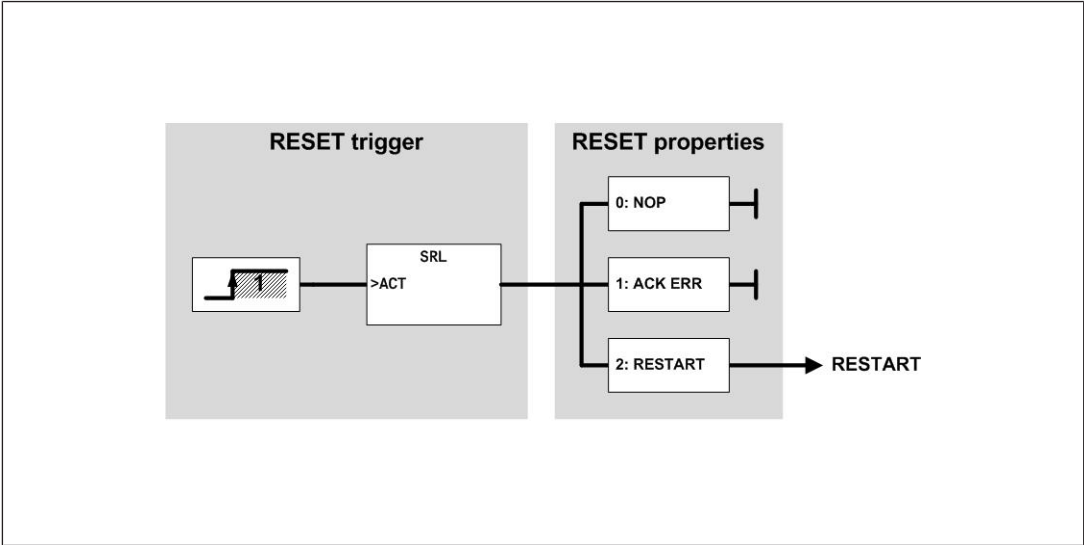 RESET trigger
RESET properties
0: NOP
SRL
1
>ACT
1: ACK ERR
2: RESTART
RESTART